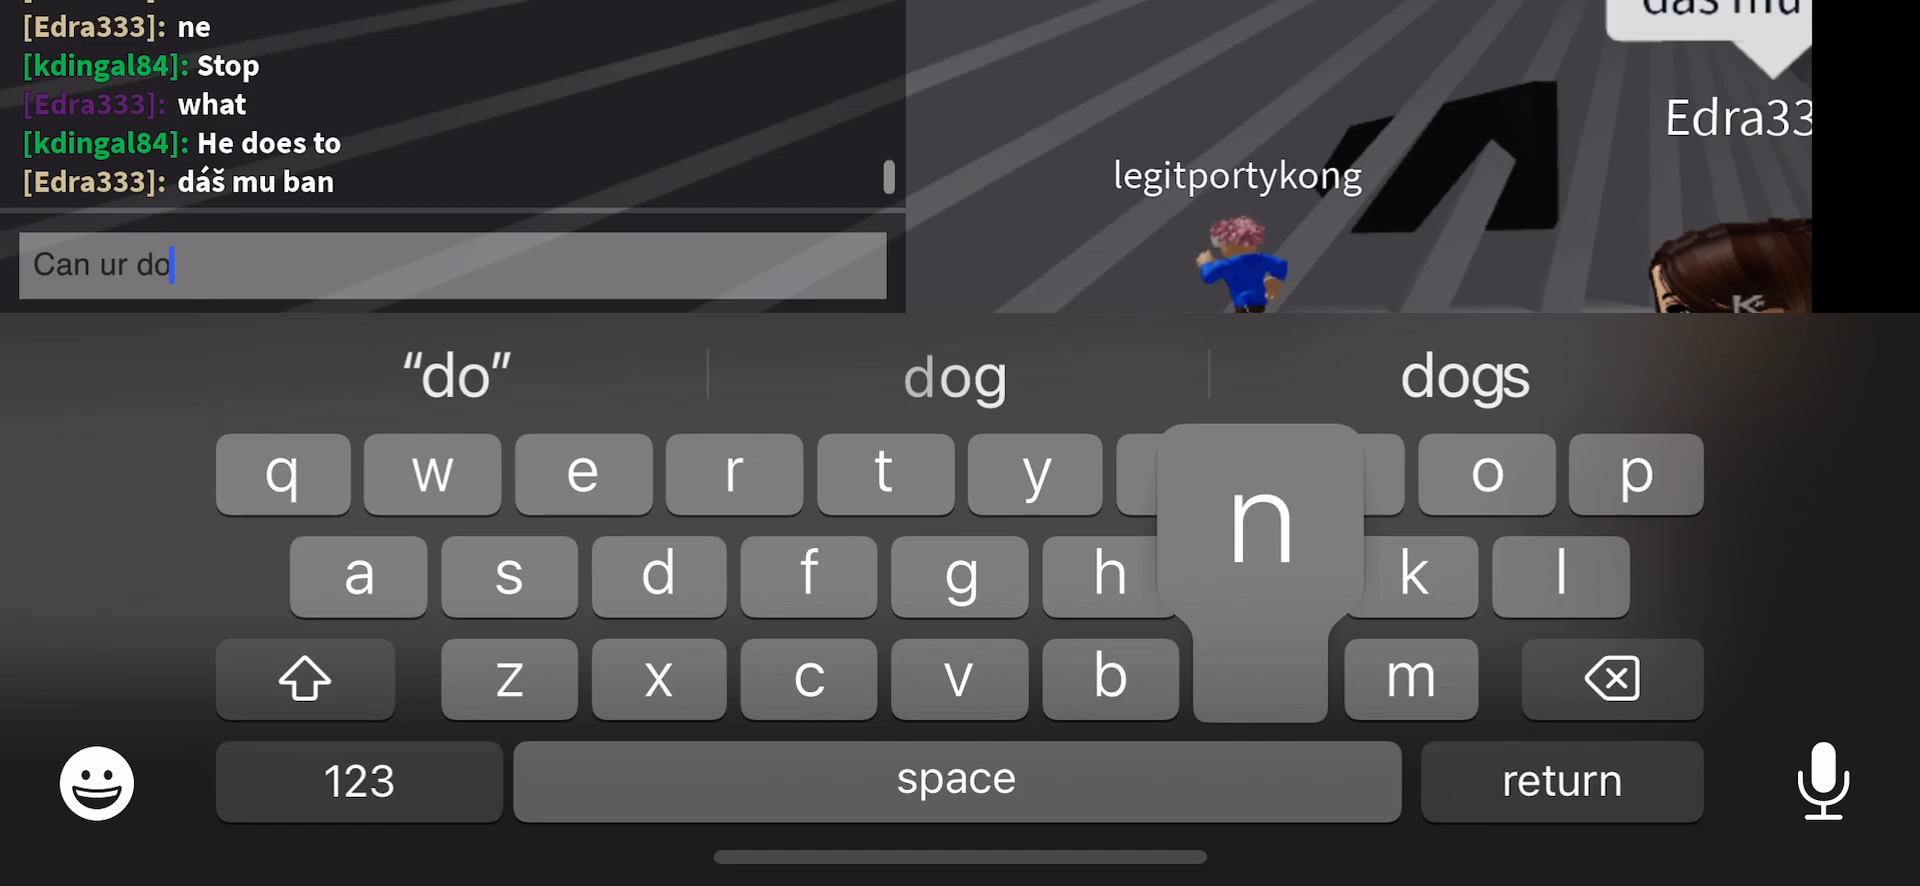 [Edra333]: ne
[kdingal84]: Stop
[Edra333]: what
[kdingal84]: He does to
[Edra333]: dáš mu ban
Can ur do
Edra33
legitportykong
“do” dog dogs
q w e r t y n o p
a s d f g h k l
z x c v b m
123 space return